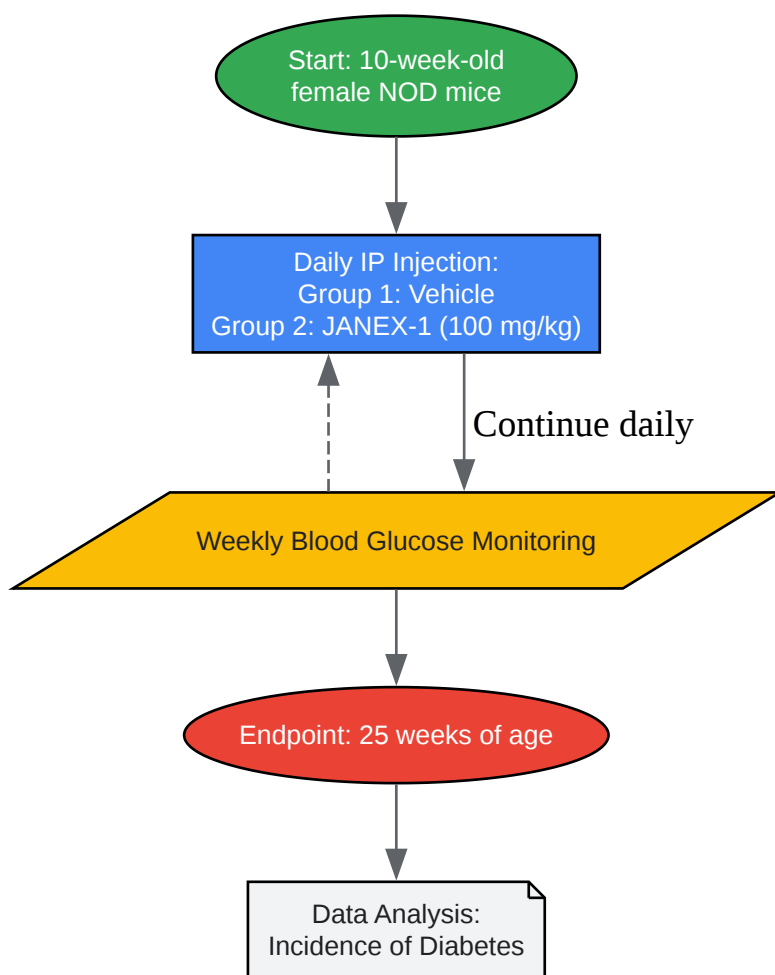 Start: 10-week-old
female NOD mice
Daily IP Injection:
Group 1: Vehicle
Group 2: JANEX-1 (100 mg/kg)
Continue daily
Weekly Blood Glucose Monitoring
Endpoint: 25 weeks of age
Data Analysis:
Incidence of Diabetes